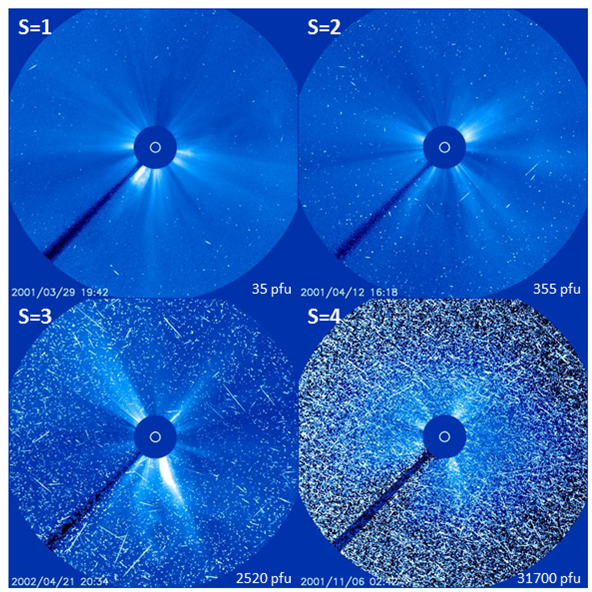 S=1
2001/03/29 19:42
35 pfu
S=2
2001/04/12 16:18
355 pfu
S=3
2002/04/21 20:34
2520 pfu
S=4
2001/11/06
31700 pfu